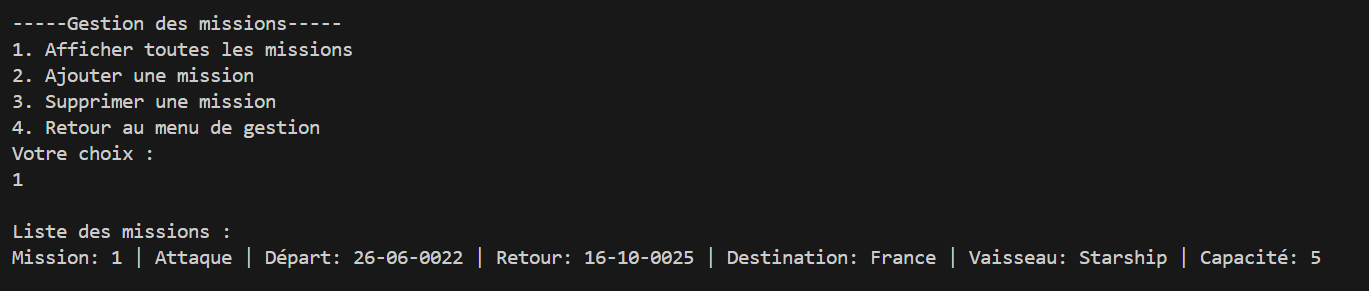 -----Gestion des missions-----
1. Afficher toutes les missions
2. Ajouter une mission
3. Supprimer une mission
4. Retour au menu de gestion
Votre choix :
1
Liste des missions :
Mission: 1 | Attaque | Départ: 26-06-0022 | Retour: 16-10-0025 | Destination: France | Vaisseau: Starship | Capacité: 5